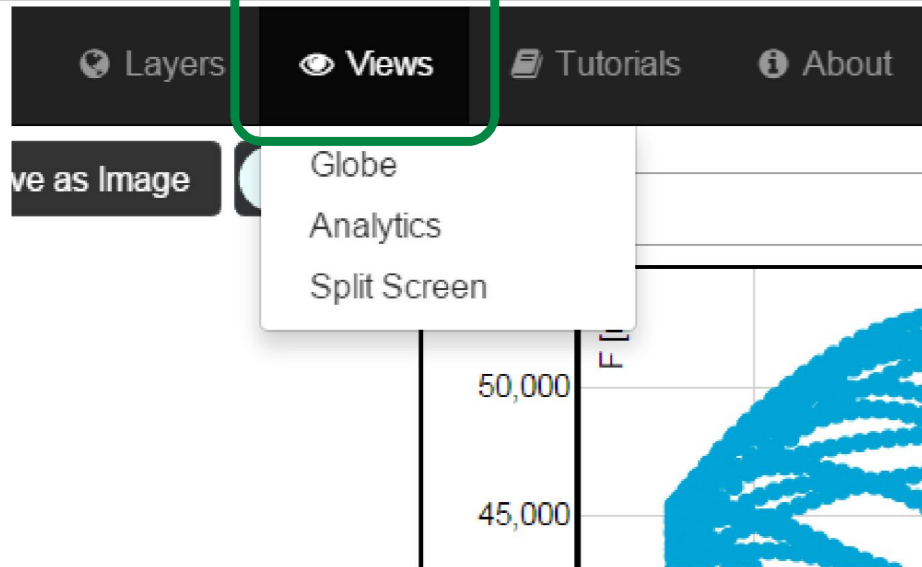 Layers Views Tutorials About
ve as Image
Globe
Analytics
Split Screen
F
50,000
45,000